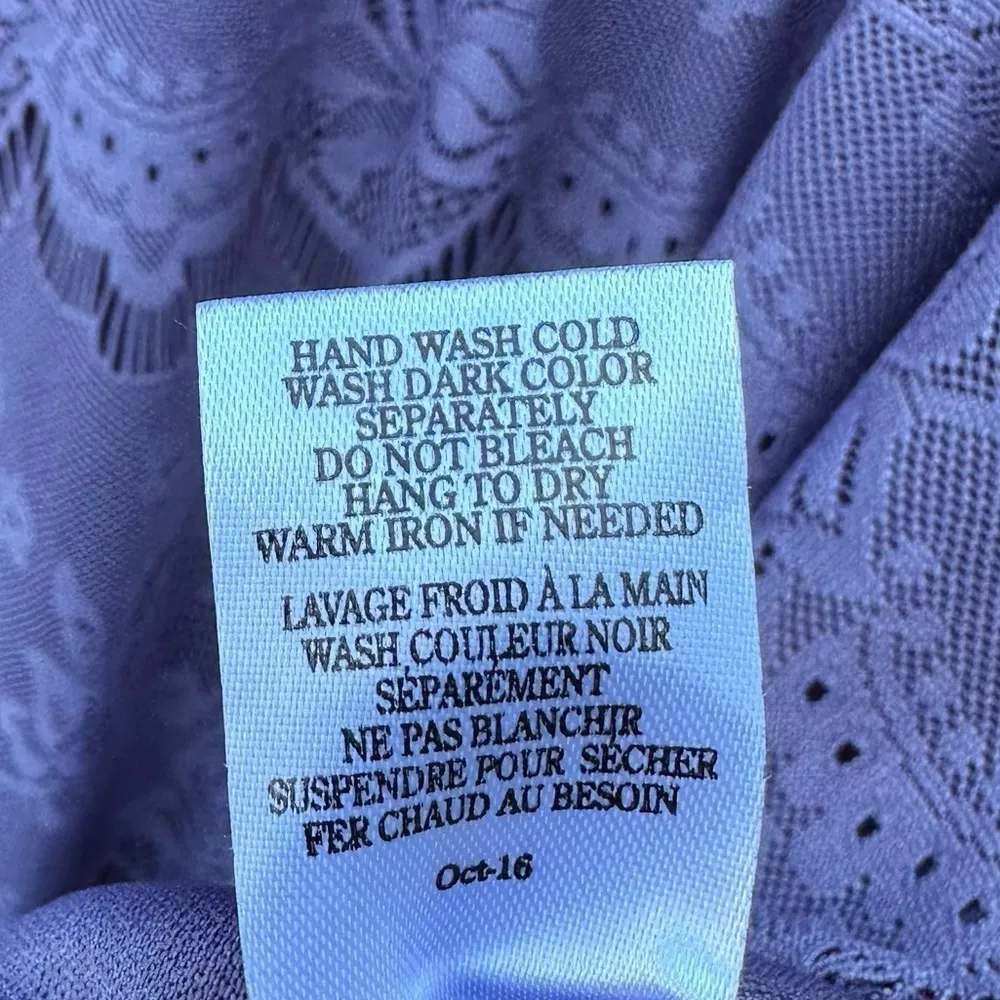 HAND WASH COLD
WASH DARK COLOR
SEPARATELY
DO NOT BLEACH
HANG TO DRY
WARM IRON IF NEEDED
LAVAGE FROID À LA MAIN
WASH COULEUR NOIR
SÉPARÉMENT
NE PAS BLANCHIR
SUSPENDRE POUR SÉCHER
FER CHAUD AU BESOIN
Oct-16